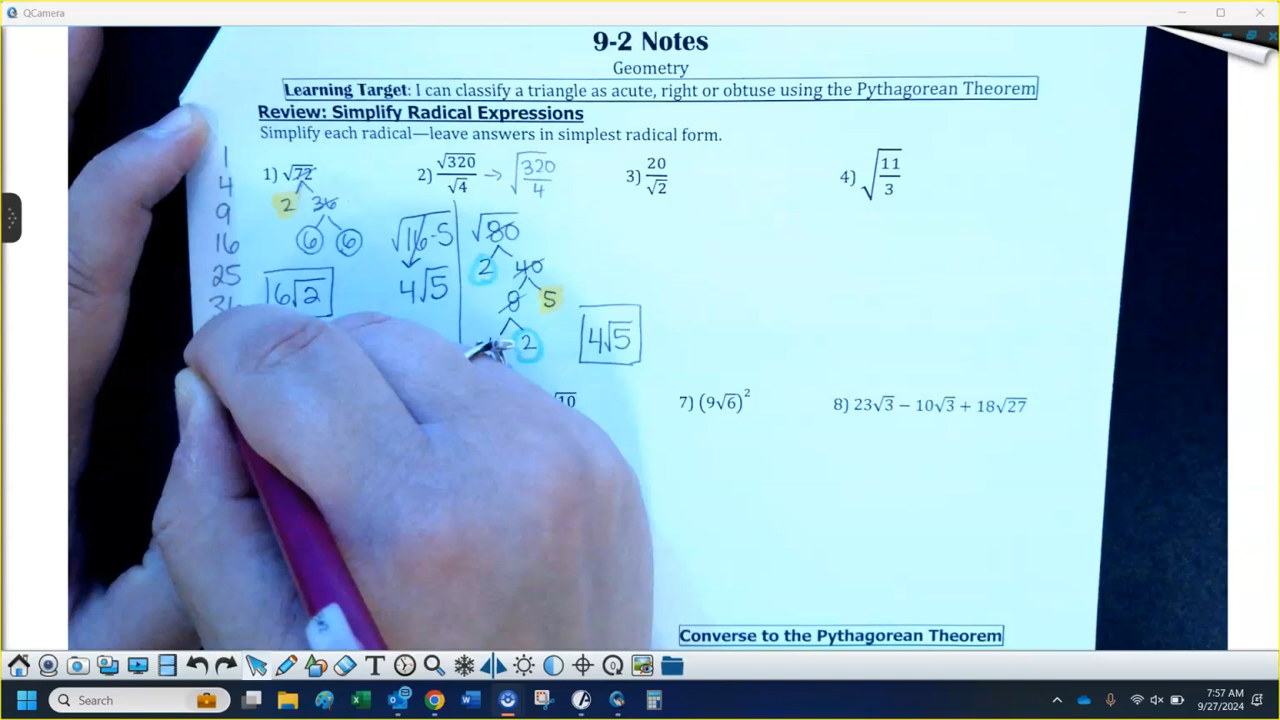 QCamera
9-2 Notes
Geometry
Learning Target: I can classify a triangle as acute, right or obtuse using the Pythagorean Theorem
Review: Simplify Radical Expressions
Simplify each radical—leave answers in simplest radical form.
1) √72
2) √320/√4 → √320/4
3) 20/√2
4) √11/3
1
4
9
16
25
2 36
6 6
6√2
√16·5
4√5
√80
2 40
8 5
2
4√5
√10
7) (9√6)²
8) 23√3 − 10√3 + 18√27
Converse to the Pythagorean Theorem
Search
7:57 AM
9/27/2024